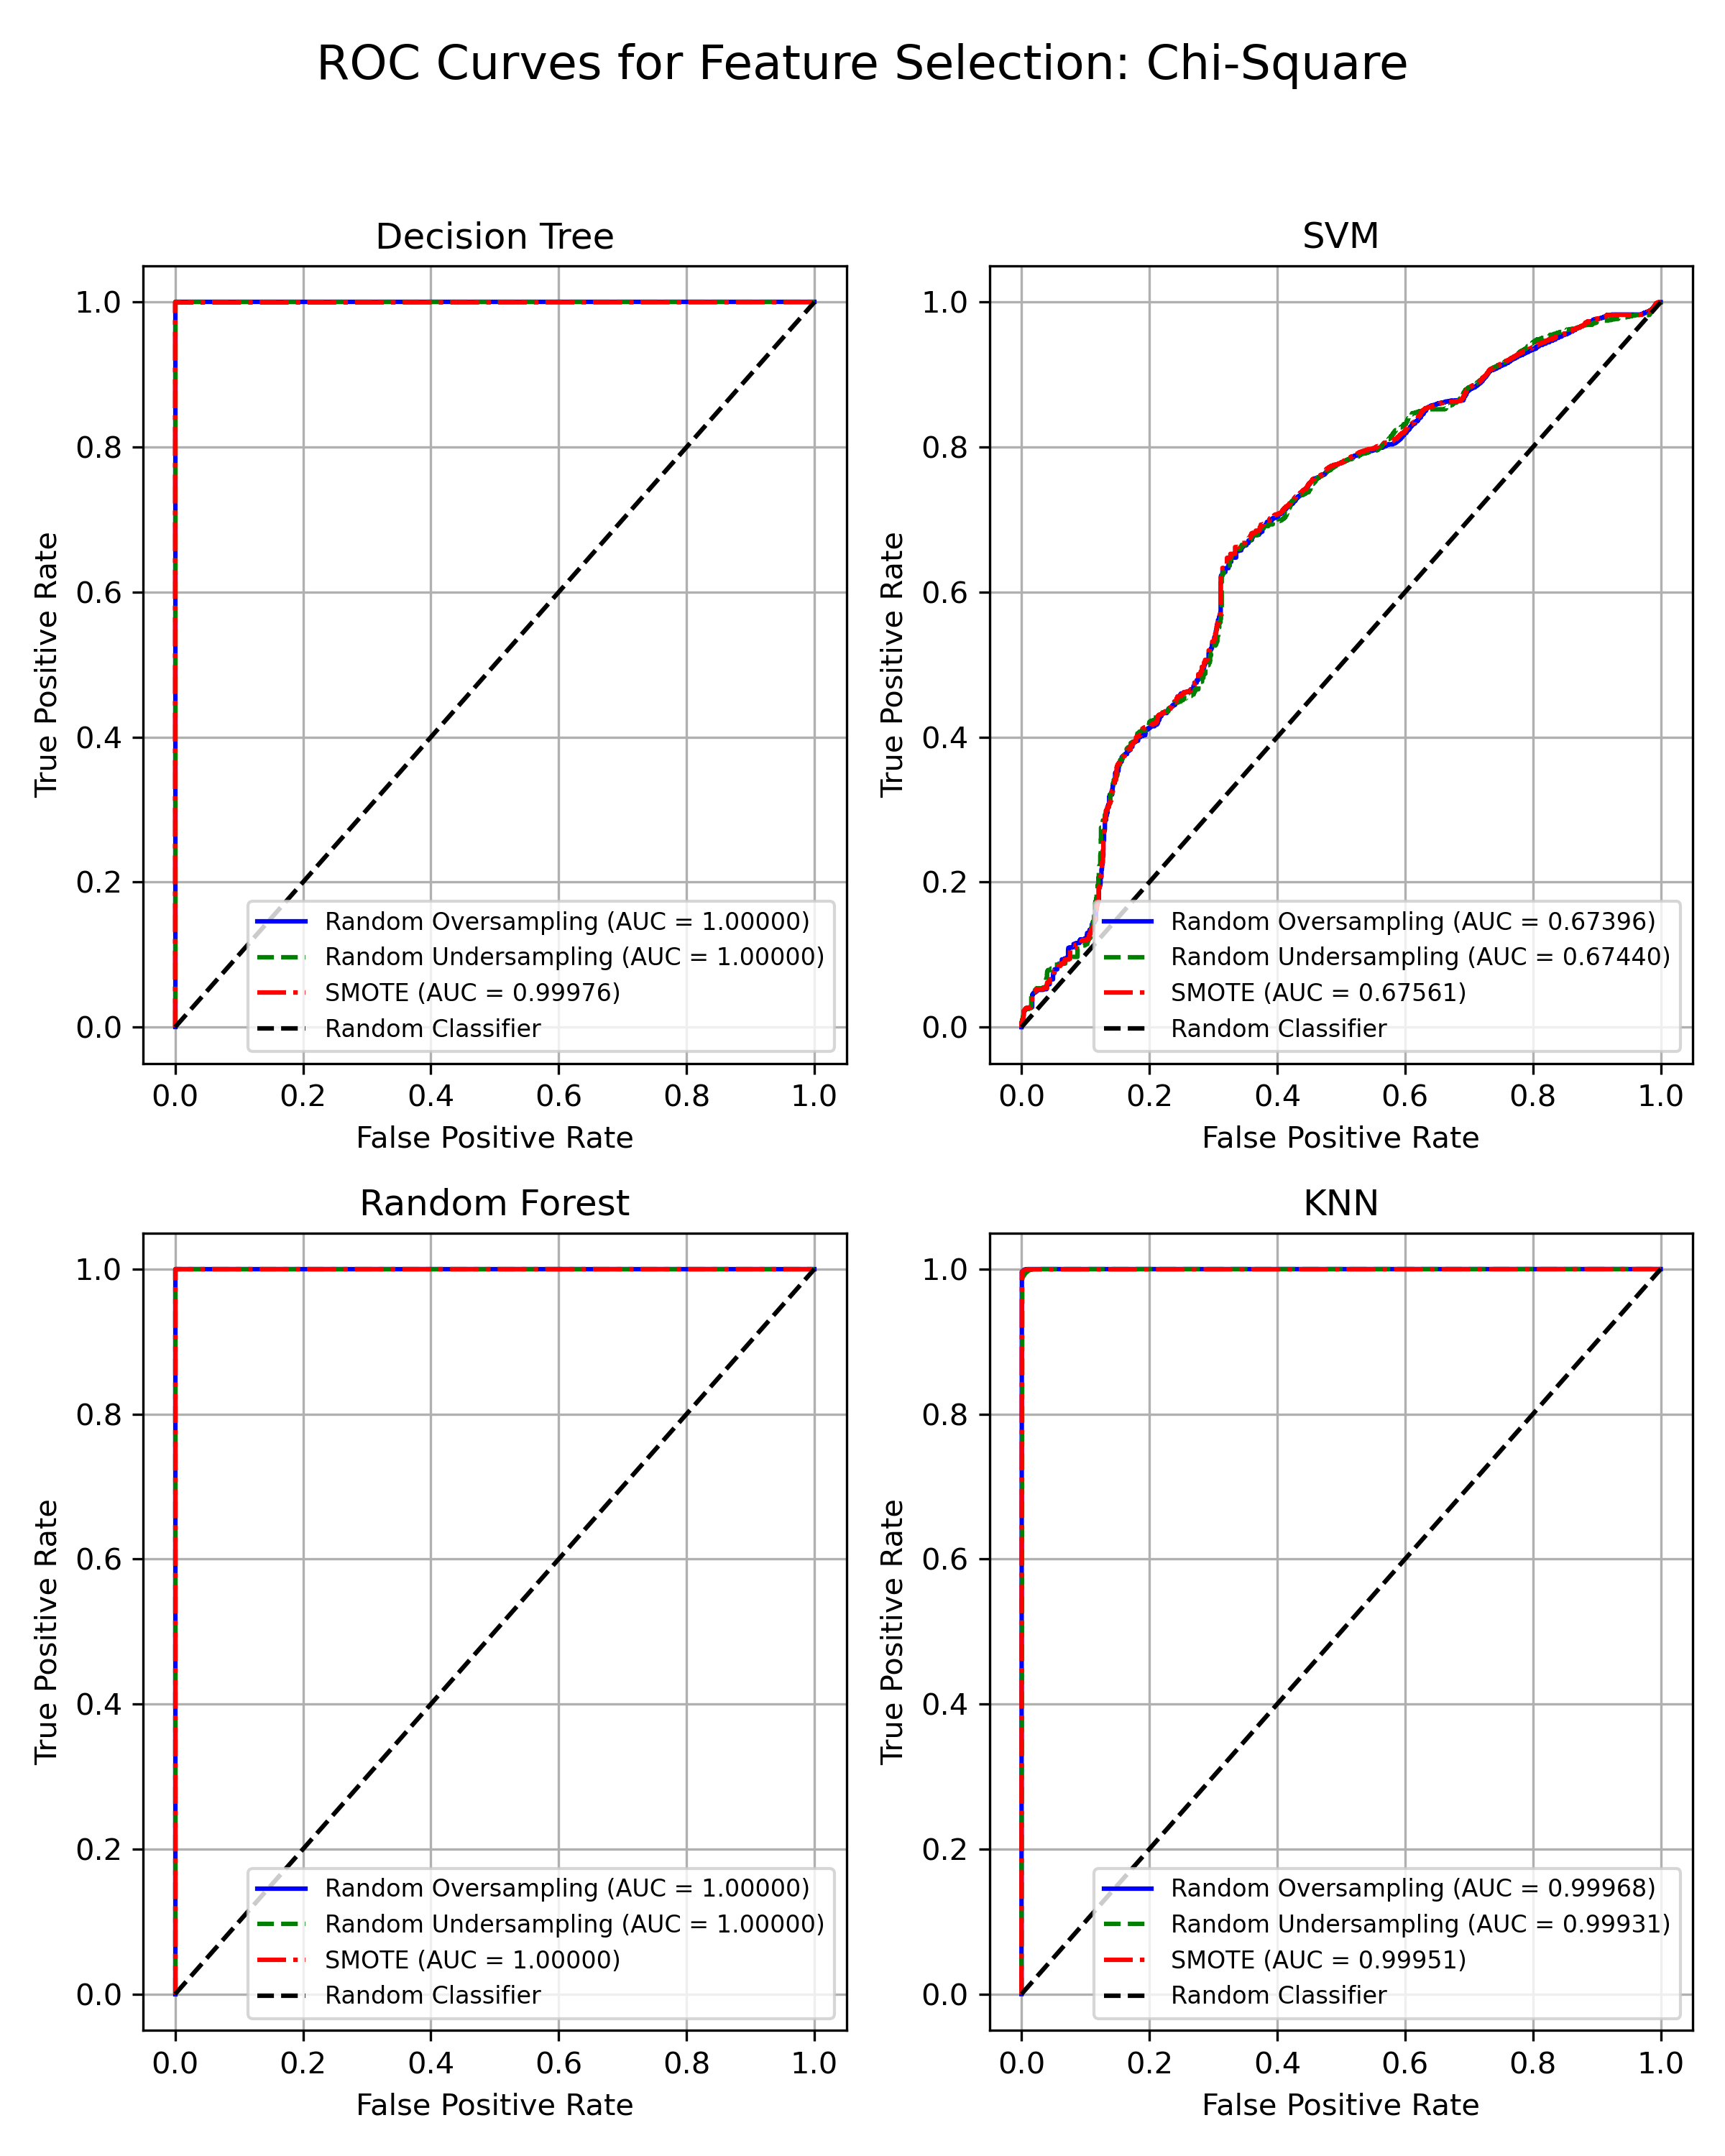 ROC Curves for Feature Selection: Chi-Square
Decision Tree
True Positive Rate
1.0
0.8
0.6
0.4
0.2
0.0
Random Oversampling (AUC = 1.00000)
Random Undersampling (AUC = 1.00000)
SMOTE (AUC = 0.99976)
Random Classifier
0.0 0.2 0.4 0.6 0.8 1.0
False Positive Rate
SVM
True Positive Rate
1.0
0.8
0.6
0.4
0.2
0.0
Random Oversampling (AUC = 0.67396)
Random Undersampling (AUC = 0.67440)
SMOTE (AUC = 0.67561)
Random Classifier
0.0 0.2 0.4 0.6 0.8 1.0
False Positive Rate
Random Forest
True Positive Rate
1.0
0.8
0.6
0.4
0.2
0.0
Random Oversampling (AUC = 1.00000)
Random Undersampling (AUC = 1.00000)
SMOTE (AUC = 1.00000)
Random Classifier
0.0 0.2 0.4 0.6 0.8 1.0
False Positive Rate
KNN
True Positive Rate
1.0
0.8
0.6
0.4
0.2
0.0
Random Oversampling (AUC = 0.99968)
Random Undersampling (AUC = 0.99931)
SMOTE (AUC = 0.99951)
Random Classifier
0.0 0.2 0.4 0.6 0.8 1.0
False Positive Rate